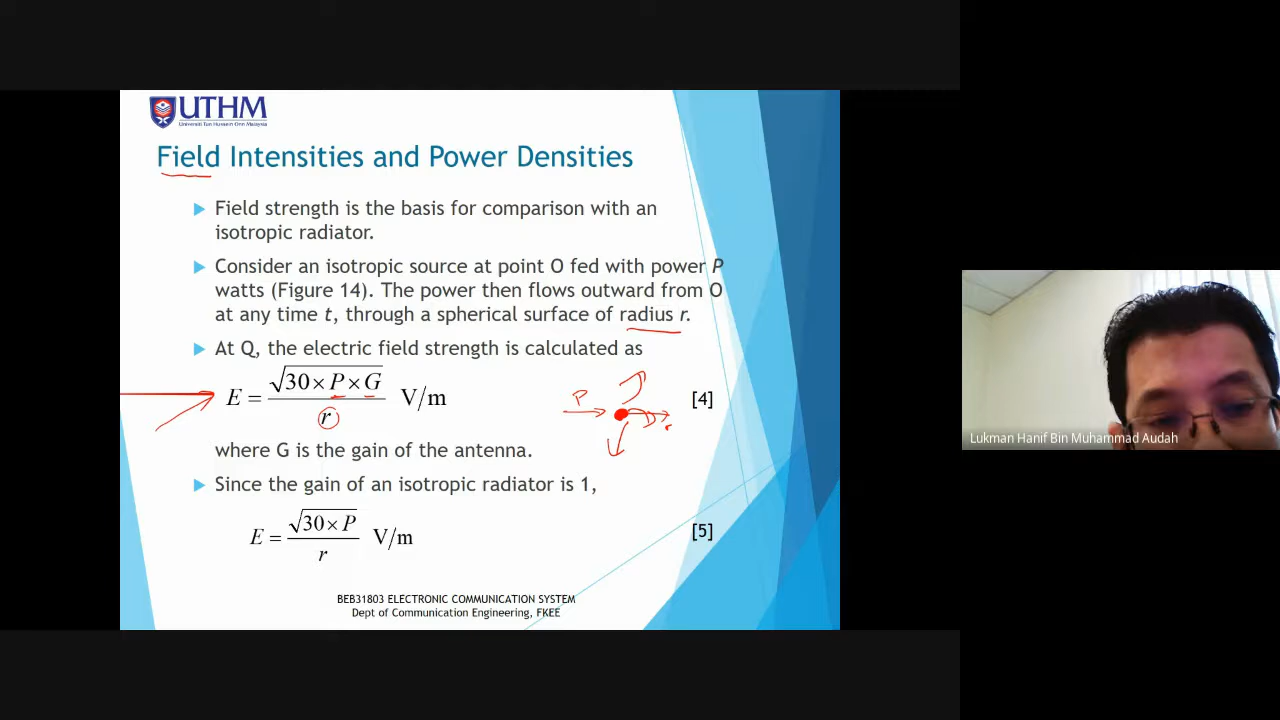 UTHM
Universiti Tun Hussein Onn Malaysia
Field Intensities and Power Densities
Field strength is the basis for comparison with an
isotropic radiator.
Consider an isotropic source at point O fed with power P
watts (Figure 14). The power then flows outward from O
at any time t, through a spherical surface of radius r.
At Q, the electric field strength is calculated as
E = √30 × P × G / r V/m [4]
P
r
where G is the gain of the antenna.
Since the gain of an isotropic radiator is 1,
E = √30 × P / r V/m [5]
BEB31803 ELECTRONIC COMMUNICATION SYSTEM
Dept of Communication Engineering, FKEE
Lukman Hanif Bin Muhammad Audah